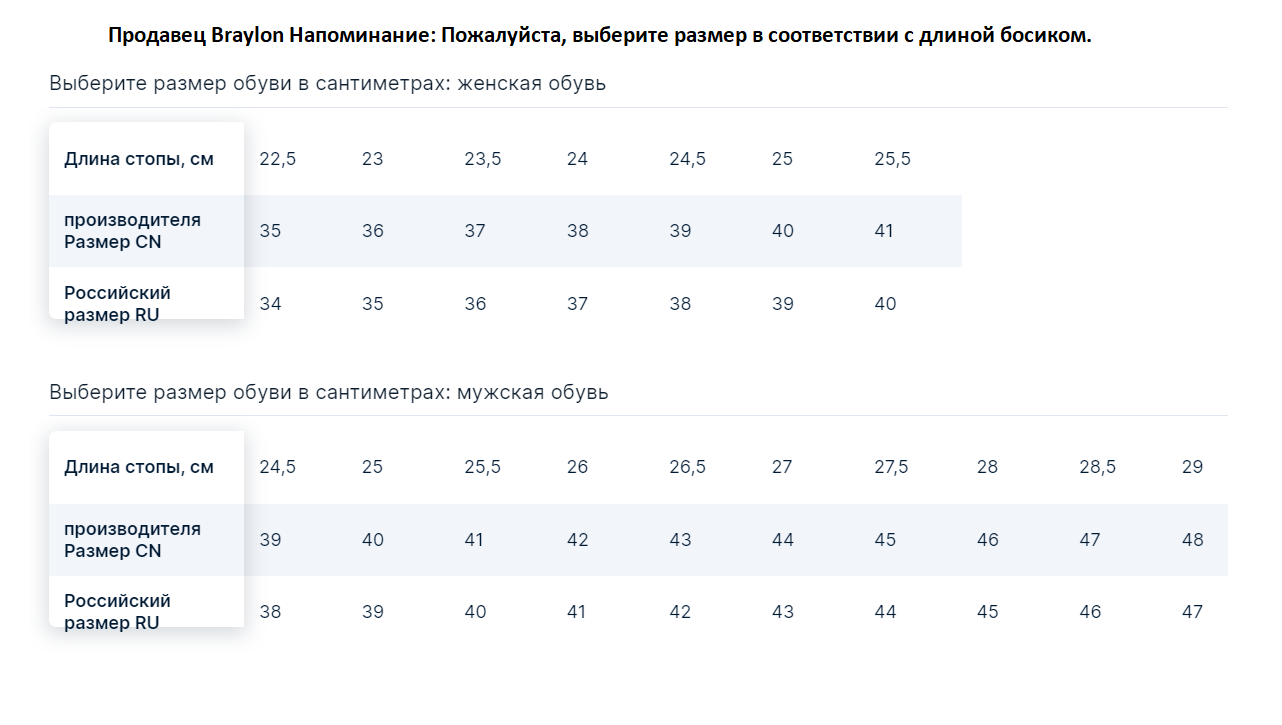 Продавец Braylon Напоминание: Пожалуйста, выберите размер в соответствии с длиной босиком.
Выберите размер обуви в сантиметрах: женская обувь
Длина стопы, см 22,5 23 23,5 24 24,5 25 25,5
производителя
Размер CN 35 36 37 38 39 40 41
Российский
размер RU 34 35 36 37 38 39 40
Выберите размер обуви в сантиметрах: мужская обувь
Длина стопы, см 24,5 25 25,5 26 26,5 27 27,5 28 28,5 29
производителя
Размер CN 39 40 41 42 43 44 45 46 47 48
Российский
размер RU 38 39 40 41 42 43 44 45 46 47